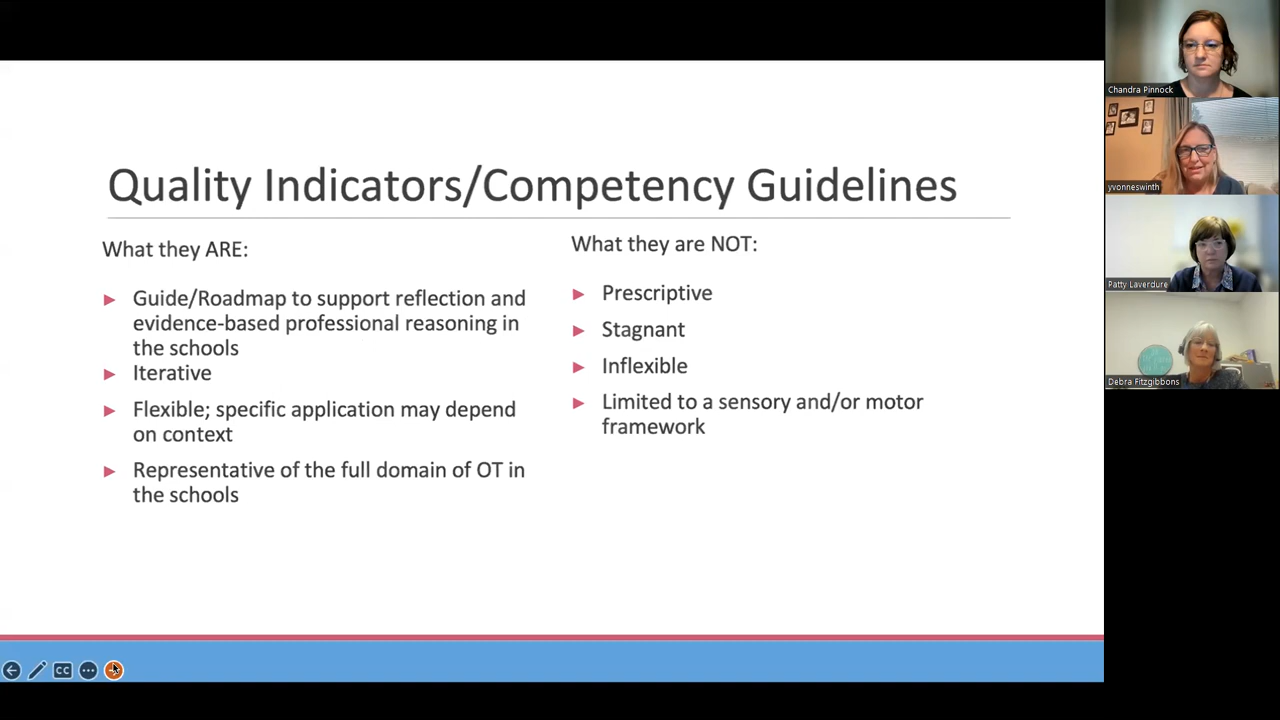 Quality Indicators/Competency Guidelines
What they ARE:
Guide/Roadmap to support reflection and
evidence-based professional reasoning in
the schools
Iterative
Flexible; specific application may depend
on context
Representative of the full domain of OT in
the schools
What they are NOT:
Prescriptive
Stagnant
Inflexible
Limited to a sensory and/or motor
framework
CC
Chandra Pinnock
yvonneswinth
Patty Laverdure
Debra Fitzgibbons